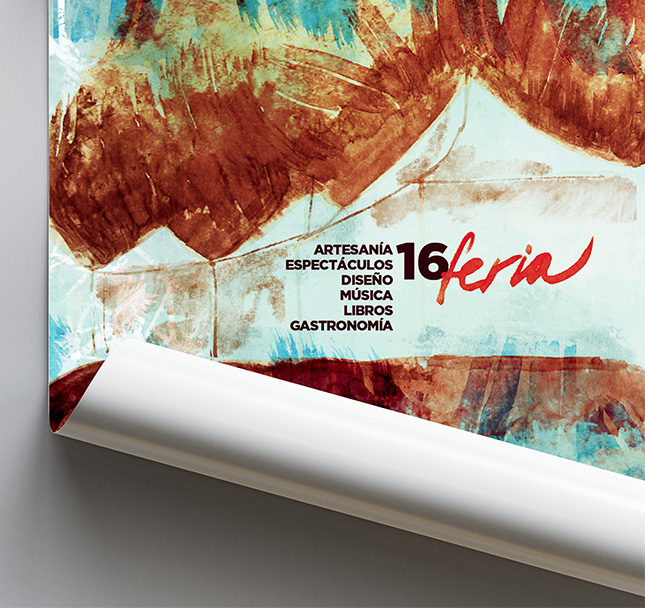 ARTESANÍA
ESPECTÁCULOS
DISEÑO
MÚSICA
LIBROS
GASTRONOMÍA
16feria